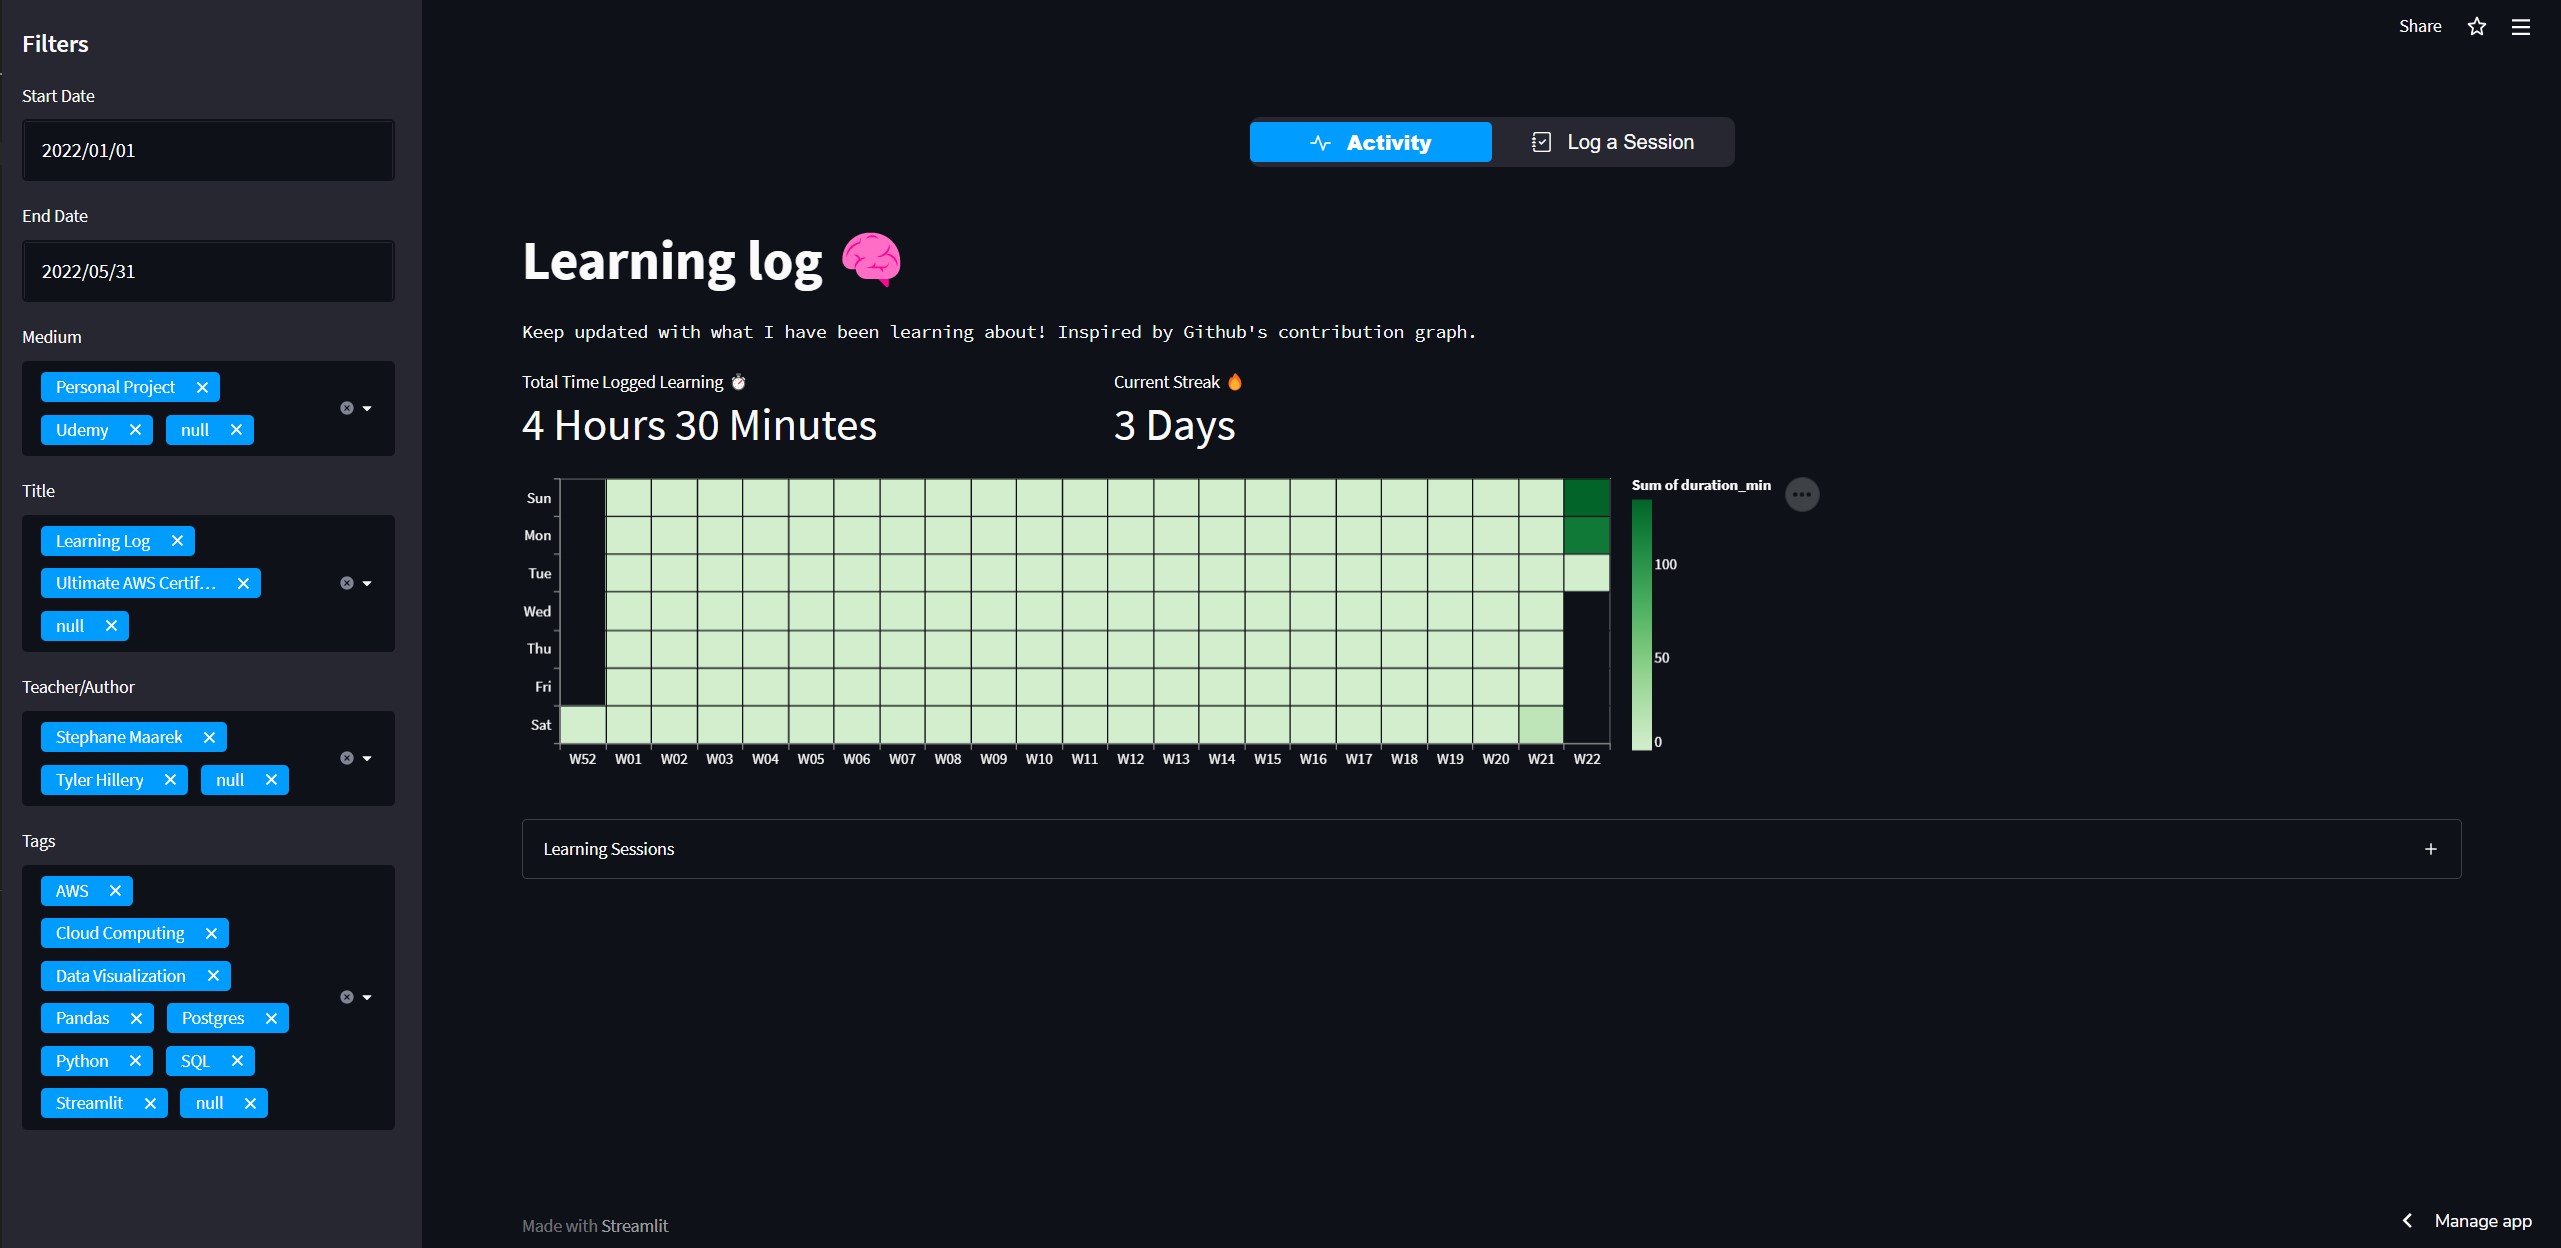 Filters
Start Date
2022/01/01
End Date
2022/05/31
Medium
Personal Project
Udemy null
Title
Learning Log
Ultimate AWS Certif...
null
Teacher/Author
Stephane Maarek
Tyler Hillery null
Tags
AWS
Cloud Computing
Data Visualization
Pandas Postgres
Python SQL
Streamlit null
Share
Activity Log a Session
Learning log
Keep updated with what I have been learning about! Inspired by Github's contribution graph.
Total Time Logged Learning
4 Hours 30 Minutes
Current Streak
3 Days
Sun
Mon
Tue
Wed
Thu
Fri
Sat
W52 W01 W02 W03 W04 W05 W06 W07 W08 W09 W10 W11 W12 W13 W14 W15 W16 W17 W18 W19 W20 W21 W22
Sum of duration_min
100
50
0
Learning Sessions
Made with Streamlit
Manage app